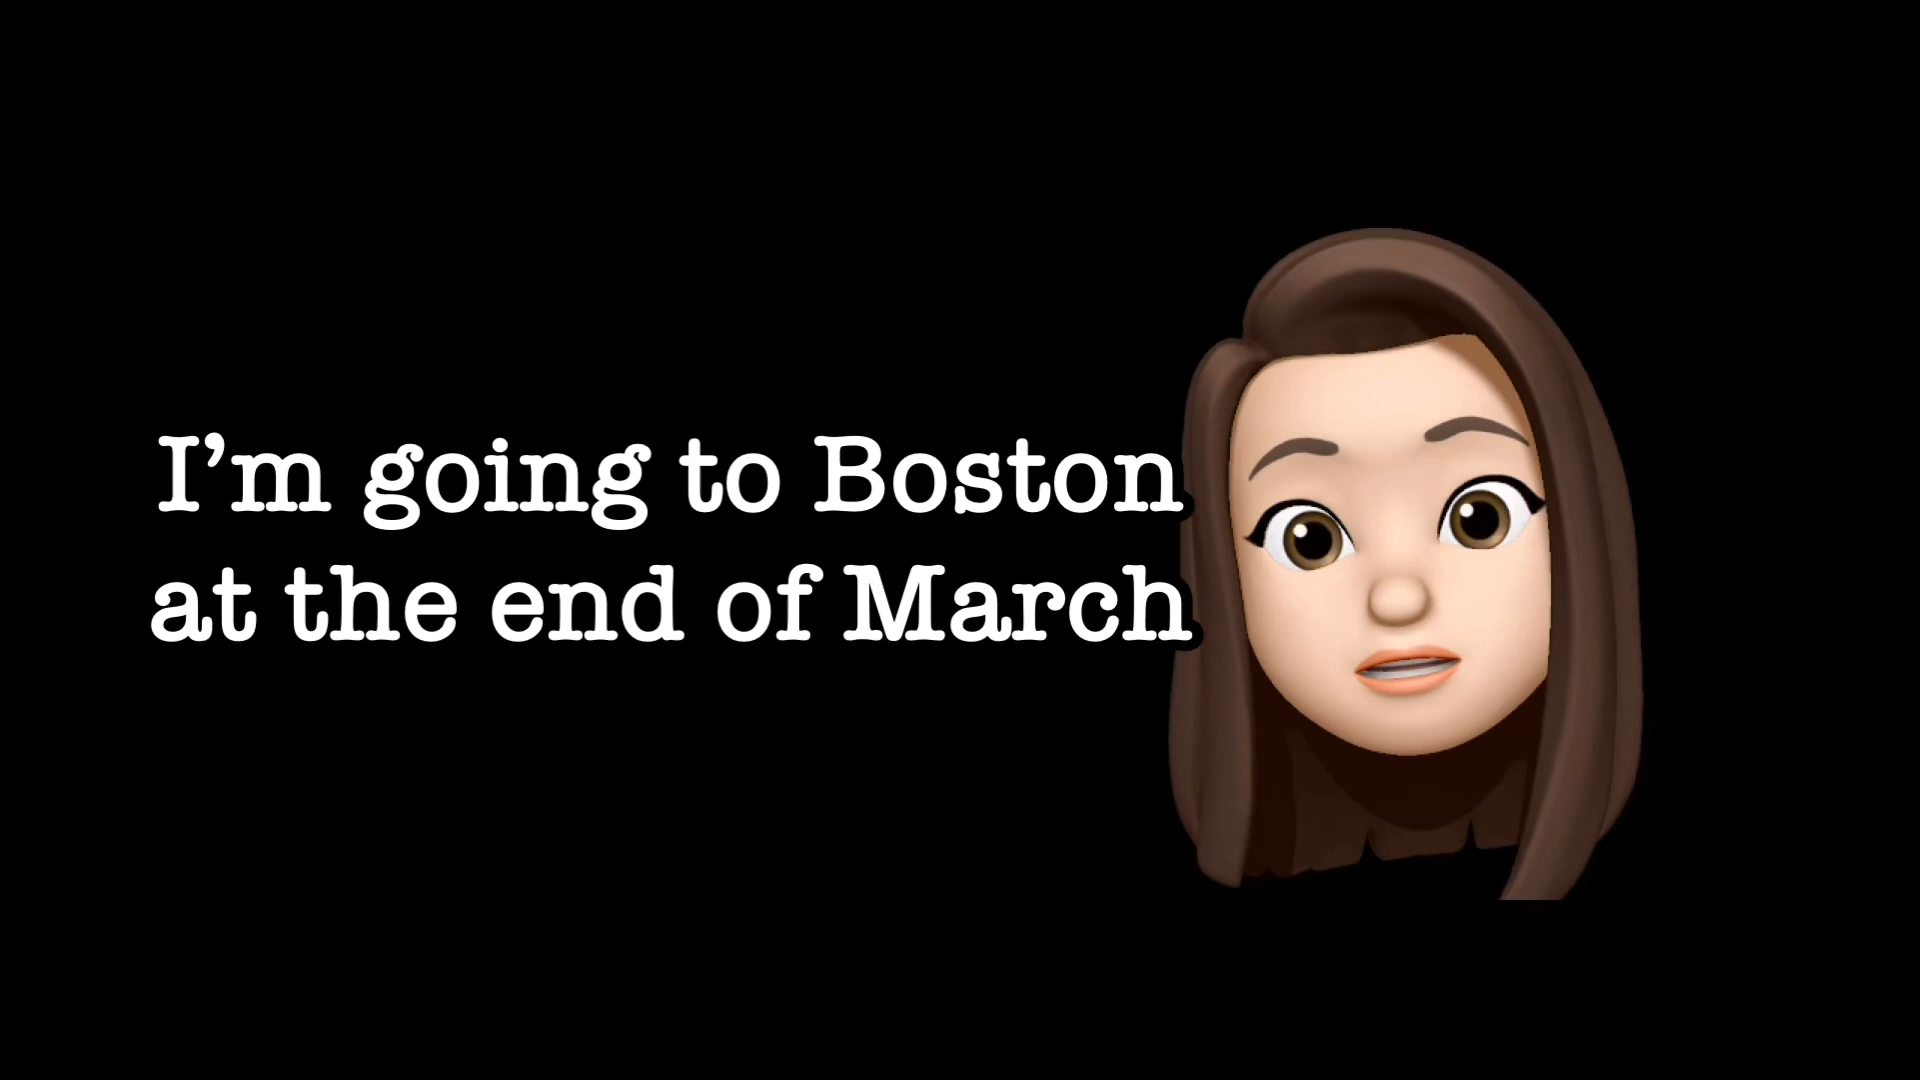 I’m going to Boston
at the end of March